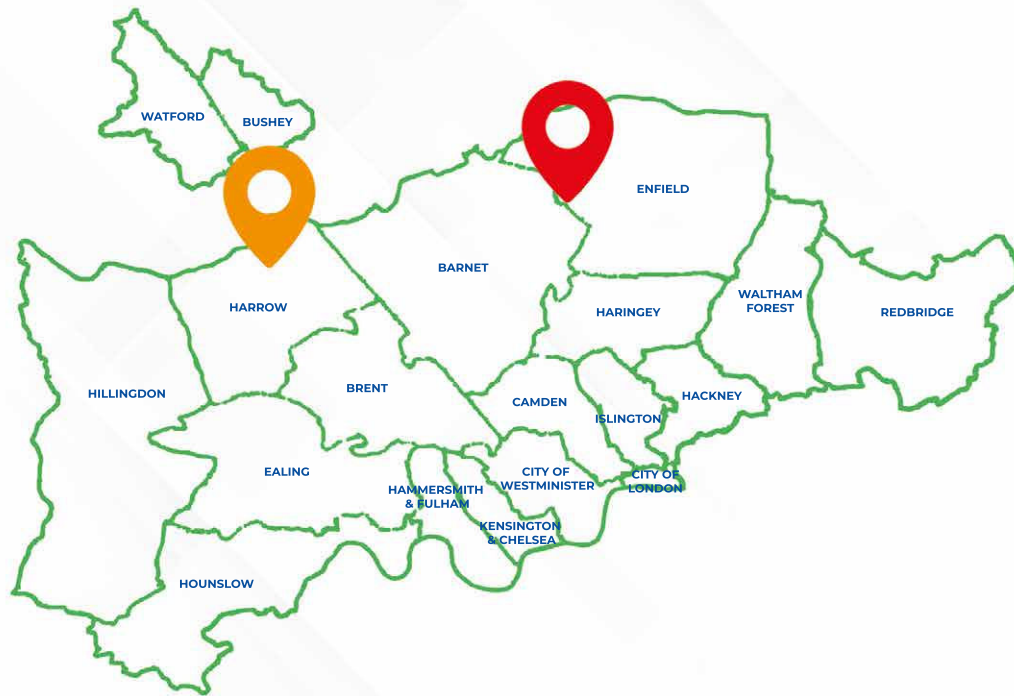 WATFORD
BUSHEY
ENFIELD
BARNET
HARROW
HARINGEY
WALTHAM
FOREST
REDBRIDGE
HILLINGDON
BRENT
CAMDEN
ISLINGTON
HACKNEY
EALING
HAMMERSMITH
& FULHAM
CITY OF
WESTMINISTER
CITY OF
LONDON
KENSINGTON
& CHELSEA
HOUNSLOW